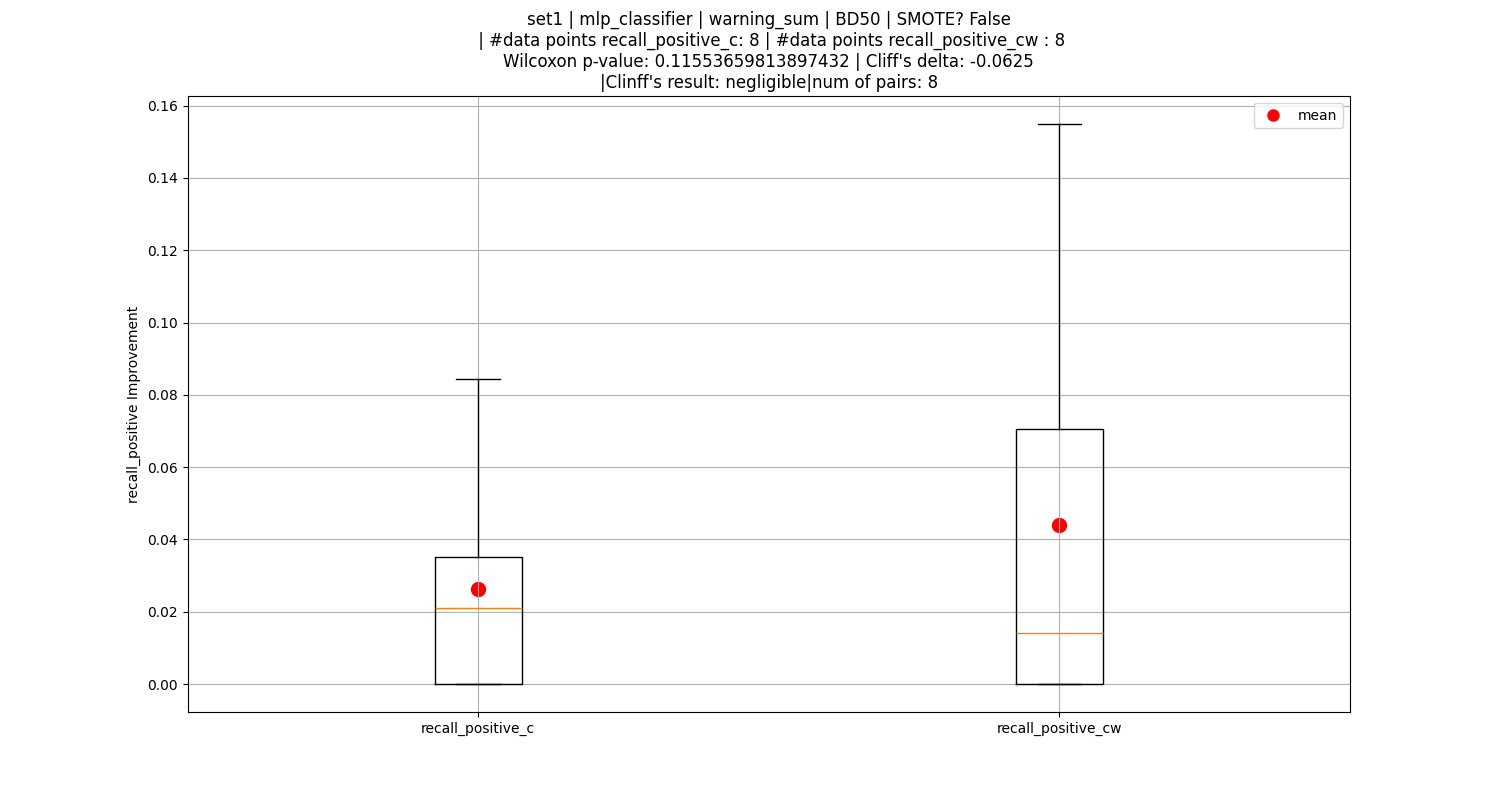 set1 | mlp_classifier | warning_sum | BD50 | SMOTE? False
| #data points recall_positive_c: 8 | #data points recall_positive_cw : 8
Wilcoxon p-value: 0.11553659813897432 | Cliff's delta: -0.0625
|Clinff's result: negligible|num of pairs: 8
mean
0.16
0.14
0.12
0.10
0.08
0.06
0.04
0.02
0.00
recall_positive Improvement
recall_positive_c
recall_positive_cw